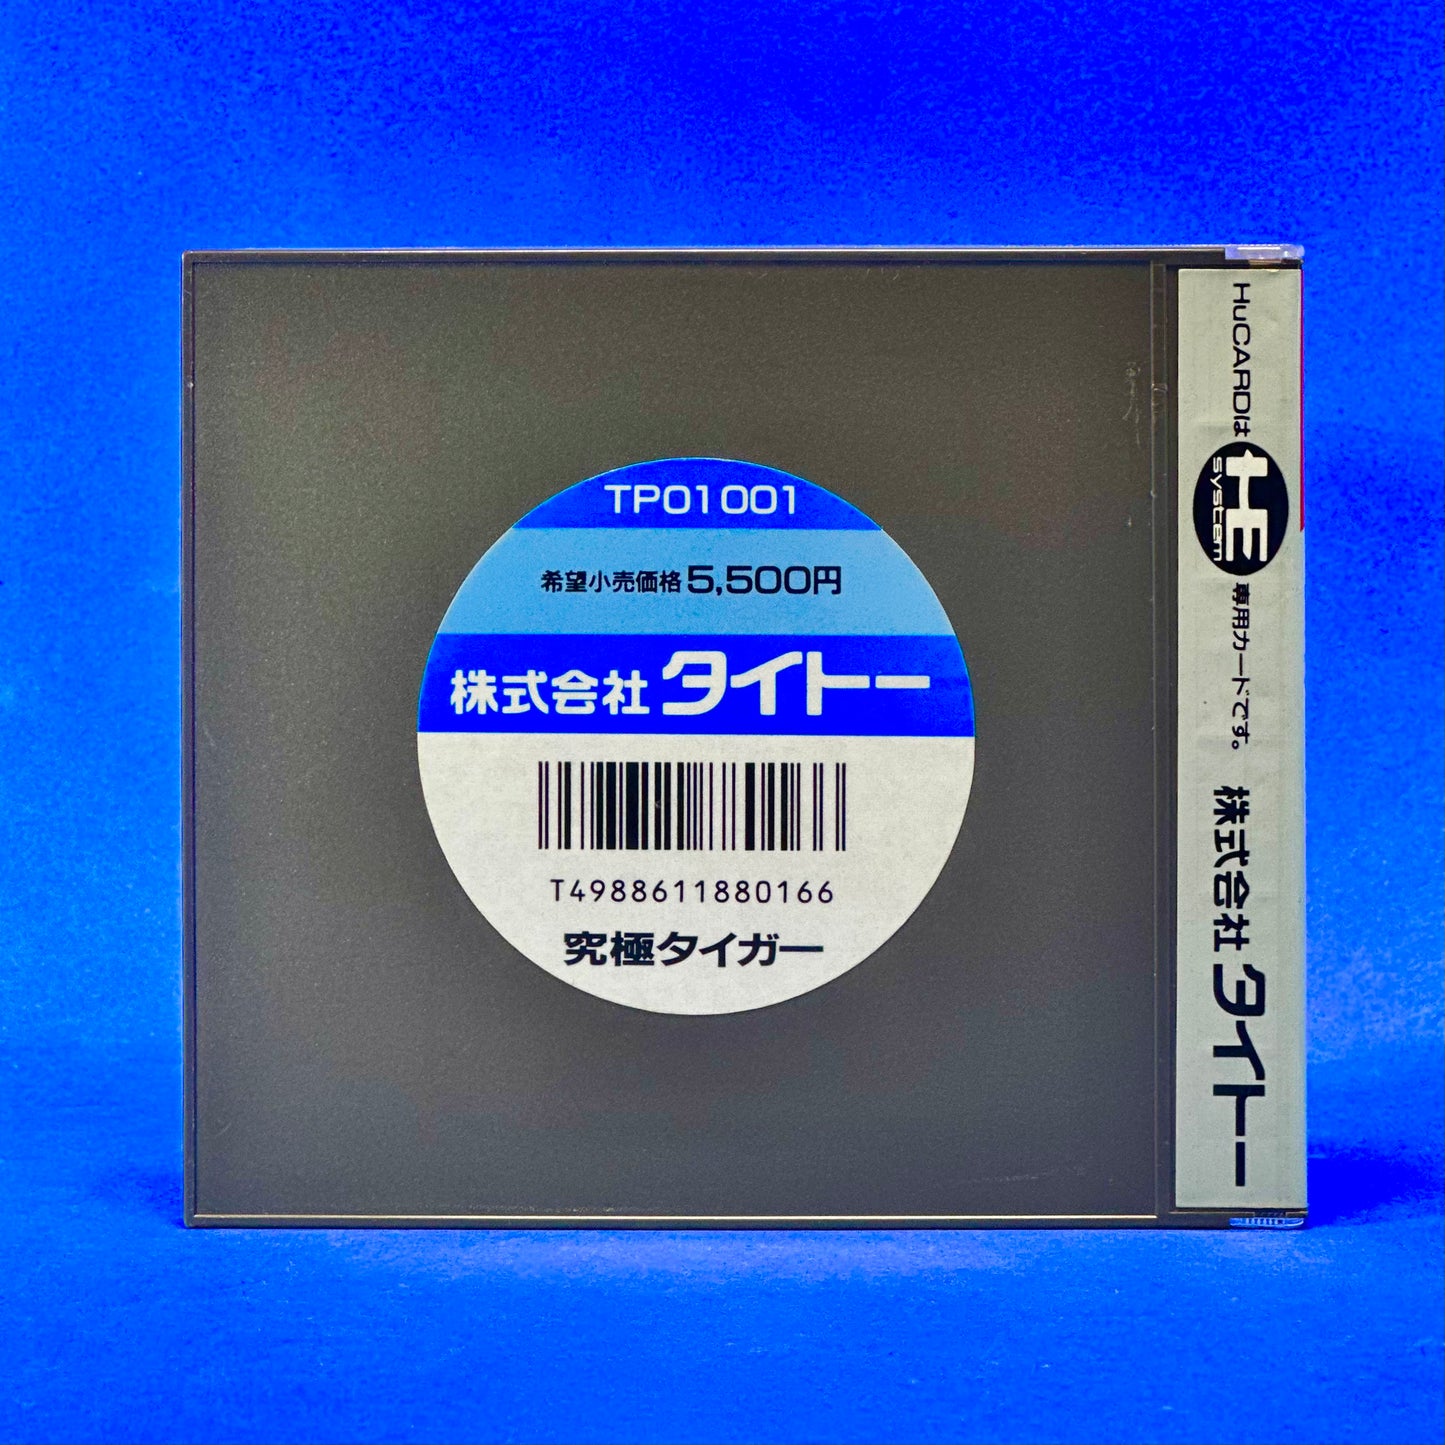 TP01001
希望小売価格5,500円
株式会社タイトー
T4988611880166
究極タイガー
HuCARDは HE SYSTEM 専用カードです。 株式会社タイトー